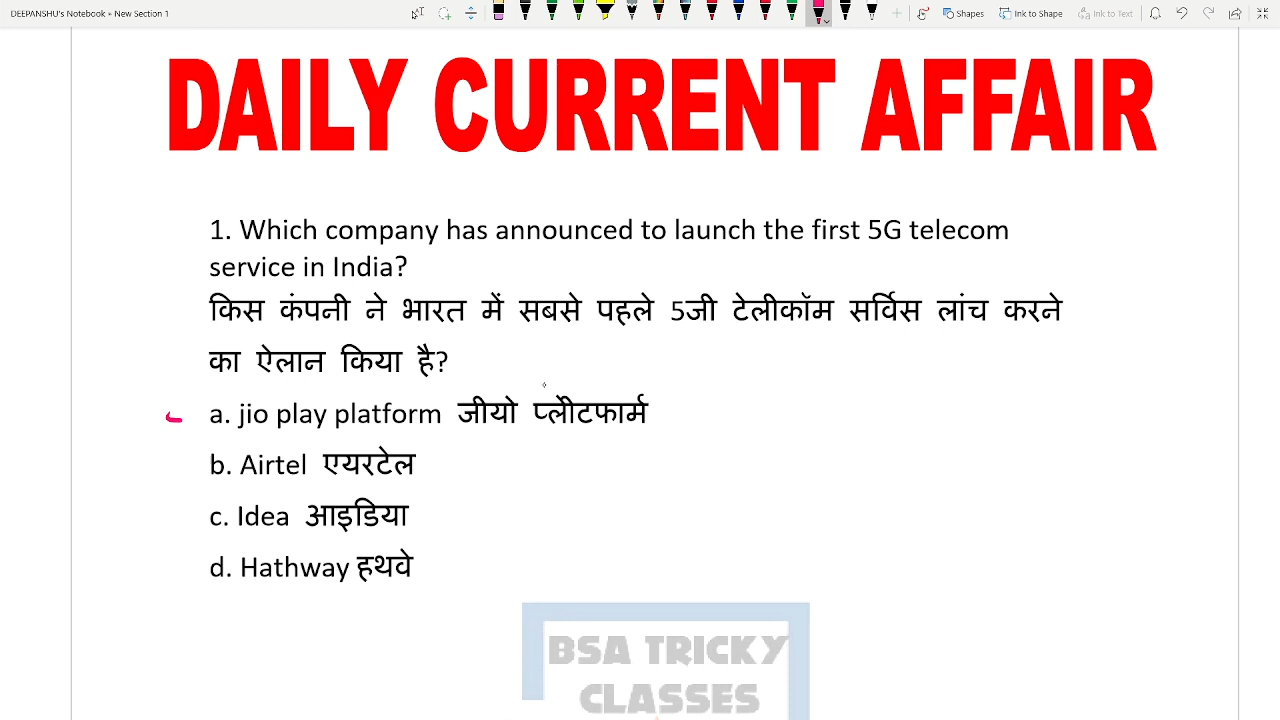 DEEPANSHU's Notebook » New Section 1
Shapes Ink to Shape Ink to Text
DAILY CURRENT AFFAIR
1. Which company has announced to launch the first 5G telecom
service in India?
किस कंपनी ने भारत में सबसे पहले 5जी टेलीकॉम सर्विस लांच करने
का ऐलान किया है?
a. jio play platform जीयो प्लेीटफार्म
b. Airtel एयरटेल
c. Idea आइडिया
d. Hathway हथवे
BSA TRICKY
CLASSES